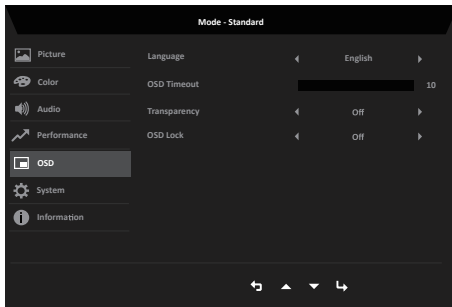 Mode - Standard
Picture
Color
Audio
Performance
OSD
System
Information
Language English
OSD Timeout 10
Transparency Off
OSD Lock Off